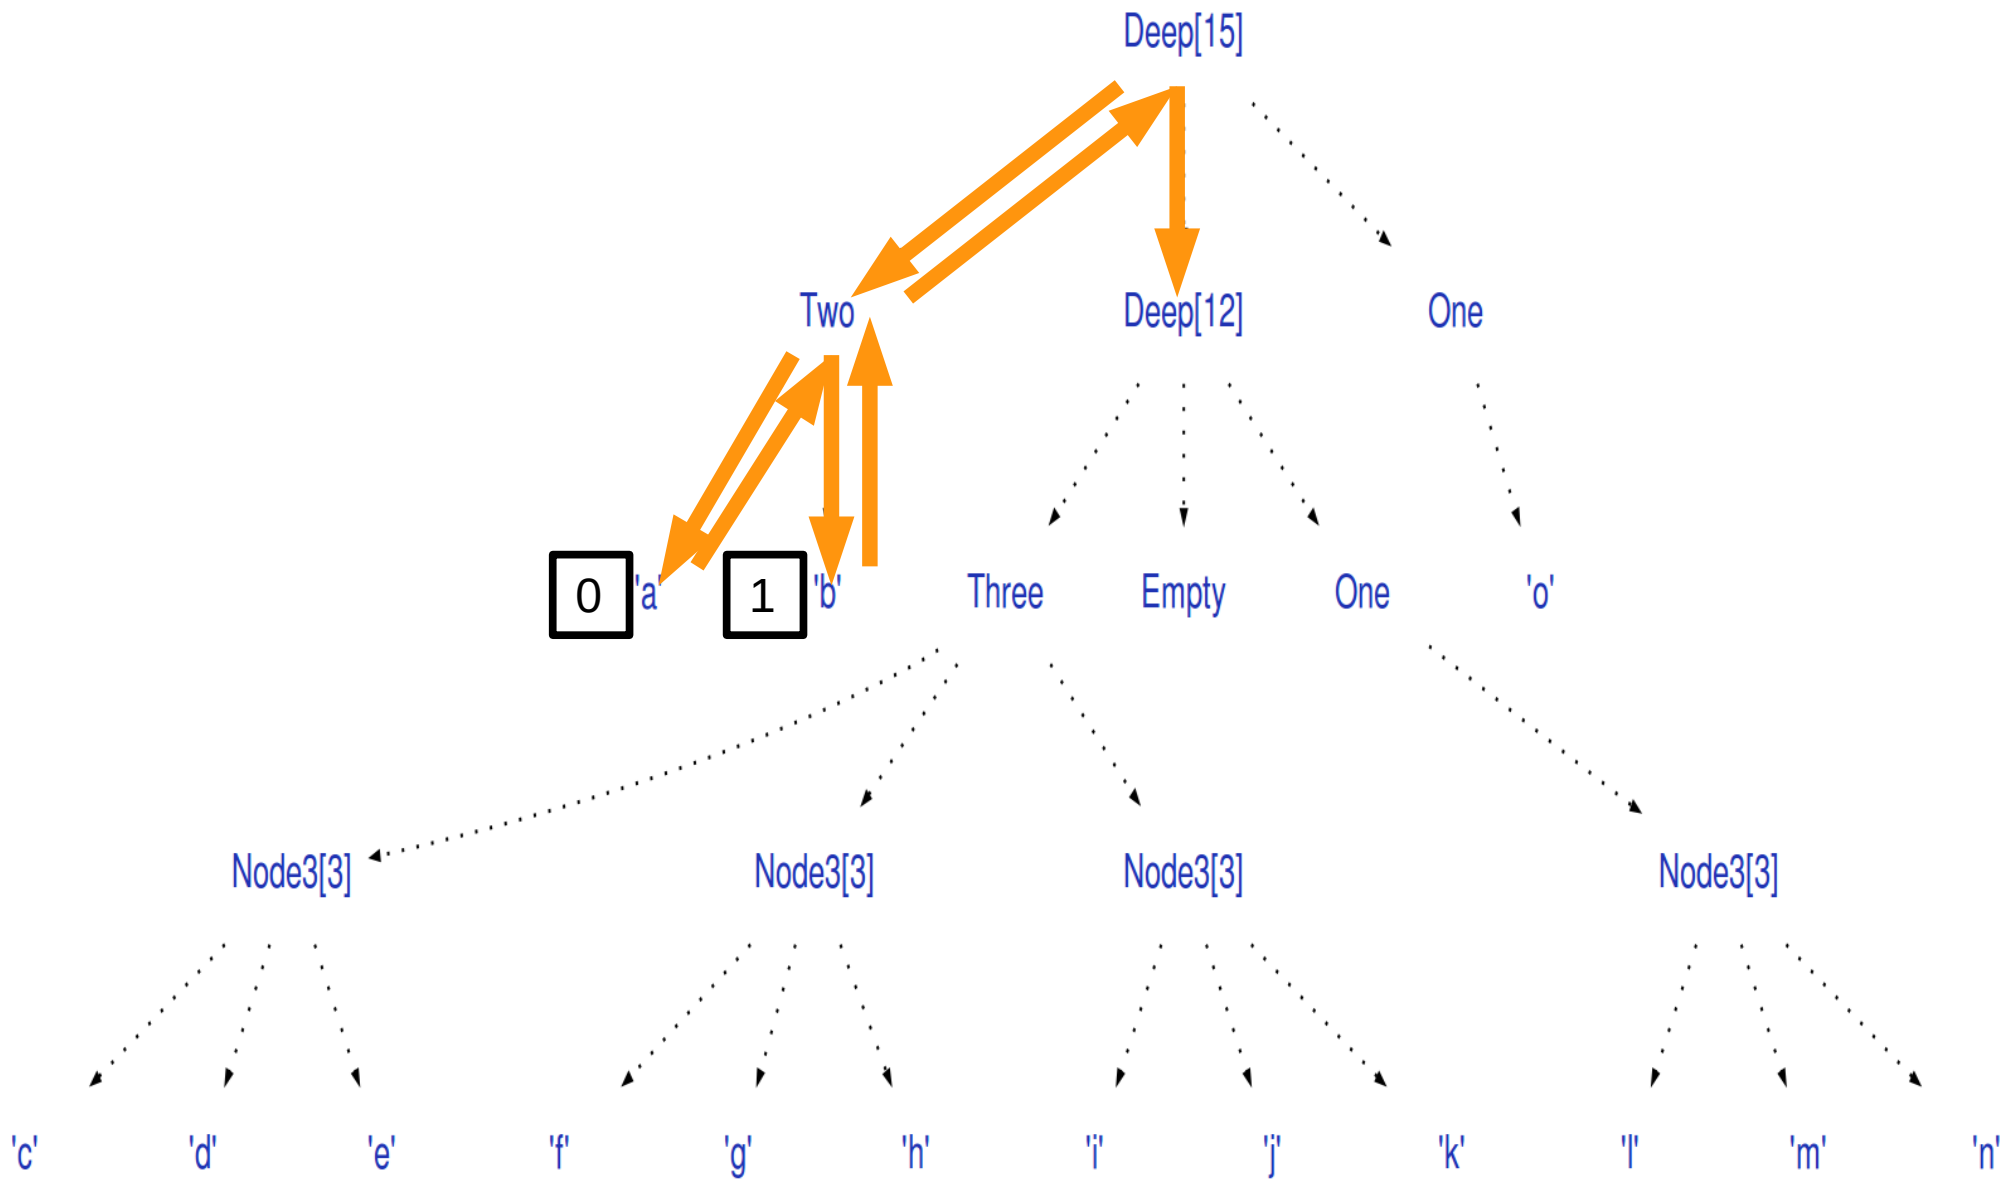 Deep[15]
Two Deep[12] One
0 'a' 1 'b' Three Empty One 'o'
Node3[3] Node3[3] Node3[3] Node3[3]
'c' 'd' 'e' 'f' 'g' 'h' 'i' 'j' 'k' 'l' 'm' 'n'